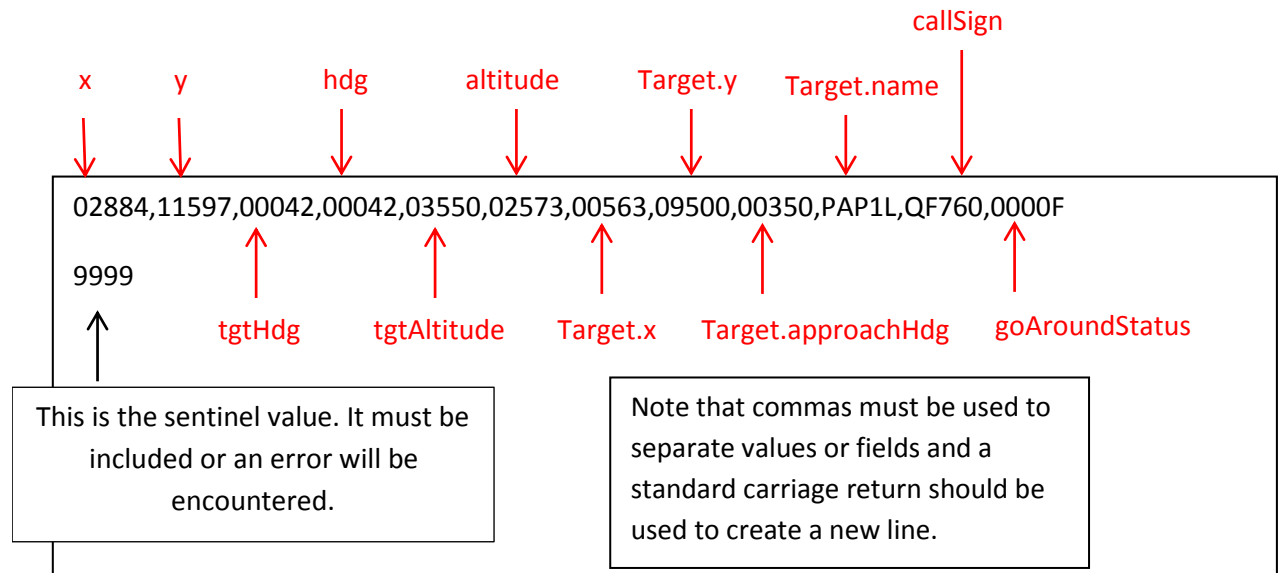 callSign
x y hdg altitude Target.y Target.name
02884,11597,00042,00042,03550,02573,00563,09500,00350,PAP1L,QF760,0000F
9999
tgtHdg tgtAltitude Target.x Target.approachHdg goAroundStatus
This is the sentinel value. It must be
included or an error will be
encountered.
Note that commas must be used to
separate values or fields and a
standard carriage return should be
used to create a new line.